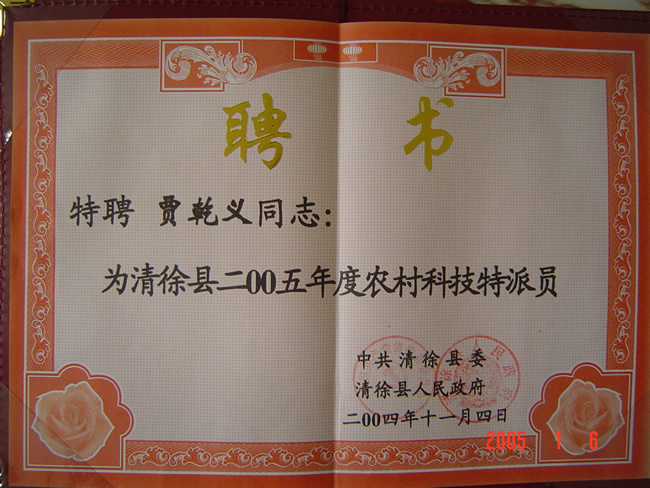 聘 书
特聘 贾乾义同志:
为清徐县二00五年度农村科技特派员
中共清徐县委
清徐县人民政府
二00四年十一月四日
2005 1 6